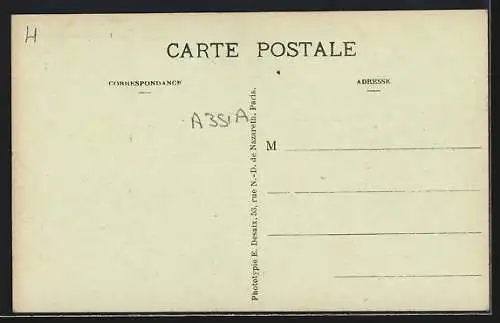 H
CARTE POSTALE
CORRESPONDANCE
ADRESSE
A351A
M
Phototypie E. Desaix, 53, rue N.-D. de Nazareth, Paris.